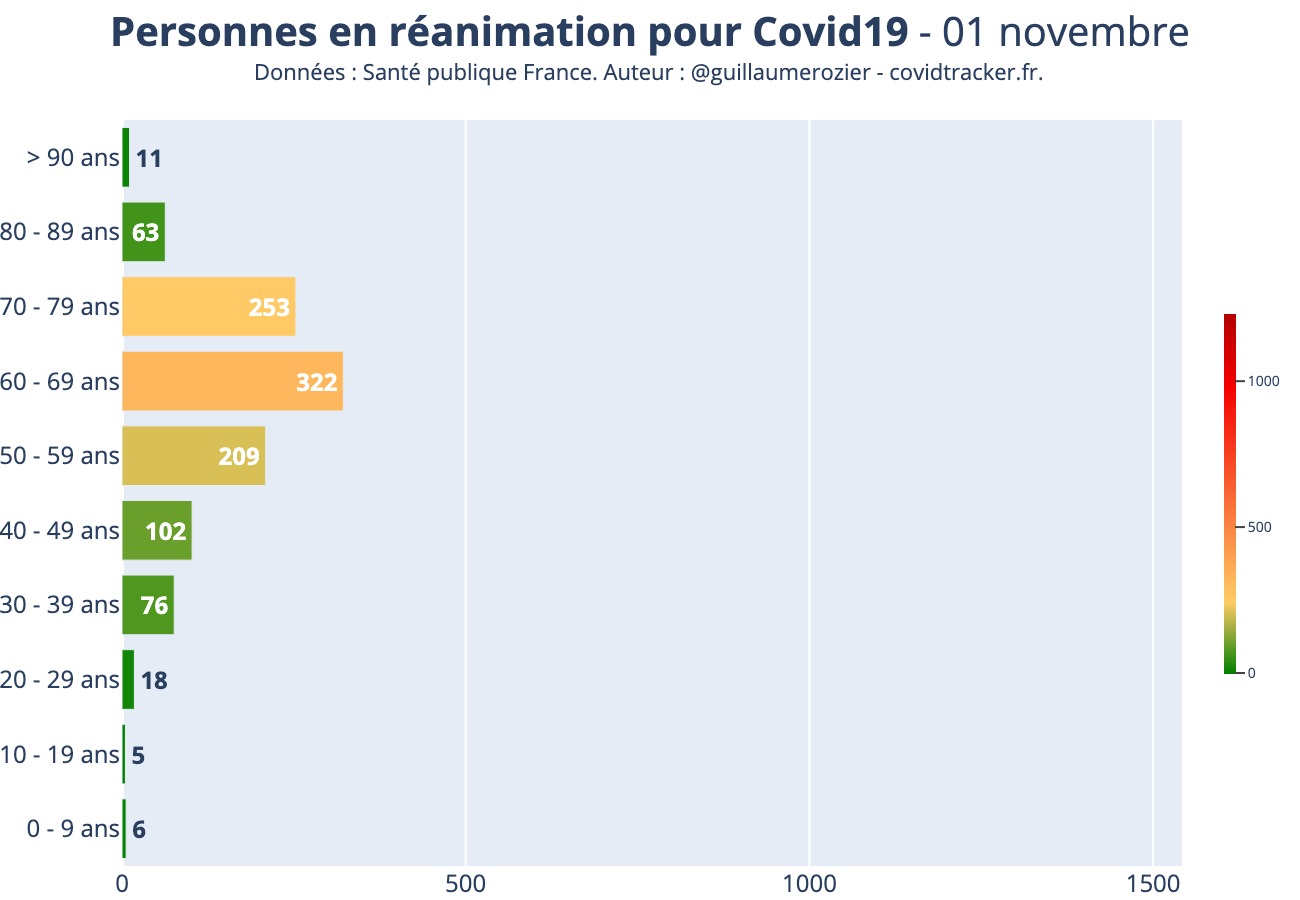 Personnes en réanimation pour Covid19 - 01 novembre
Données : Santé publique France. Auteur : @guillaumerozier - covidtracker.fr.
> 90 ans 11
80 - 89 ans 63
70 - 79 ans 253
60 - 69 ans 322
50 - 59 ans 209
40 - 49 ans 102
30 - 39 ans 76
20 - 29 ans 18
10 - 19 ans 5
0 - 9 ans 6
0 500 1000 1500
1000
500
0